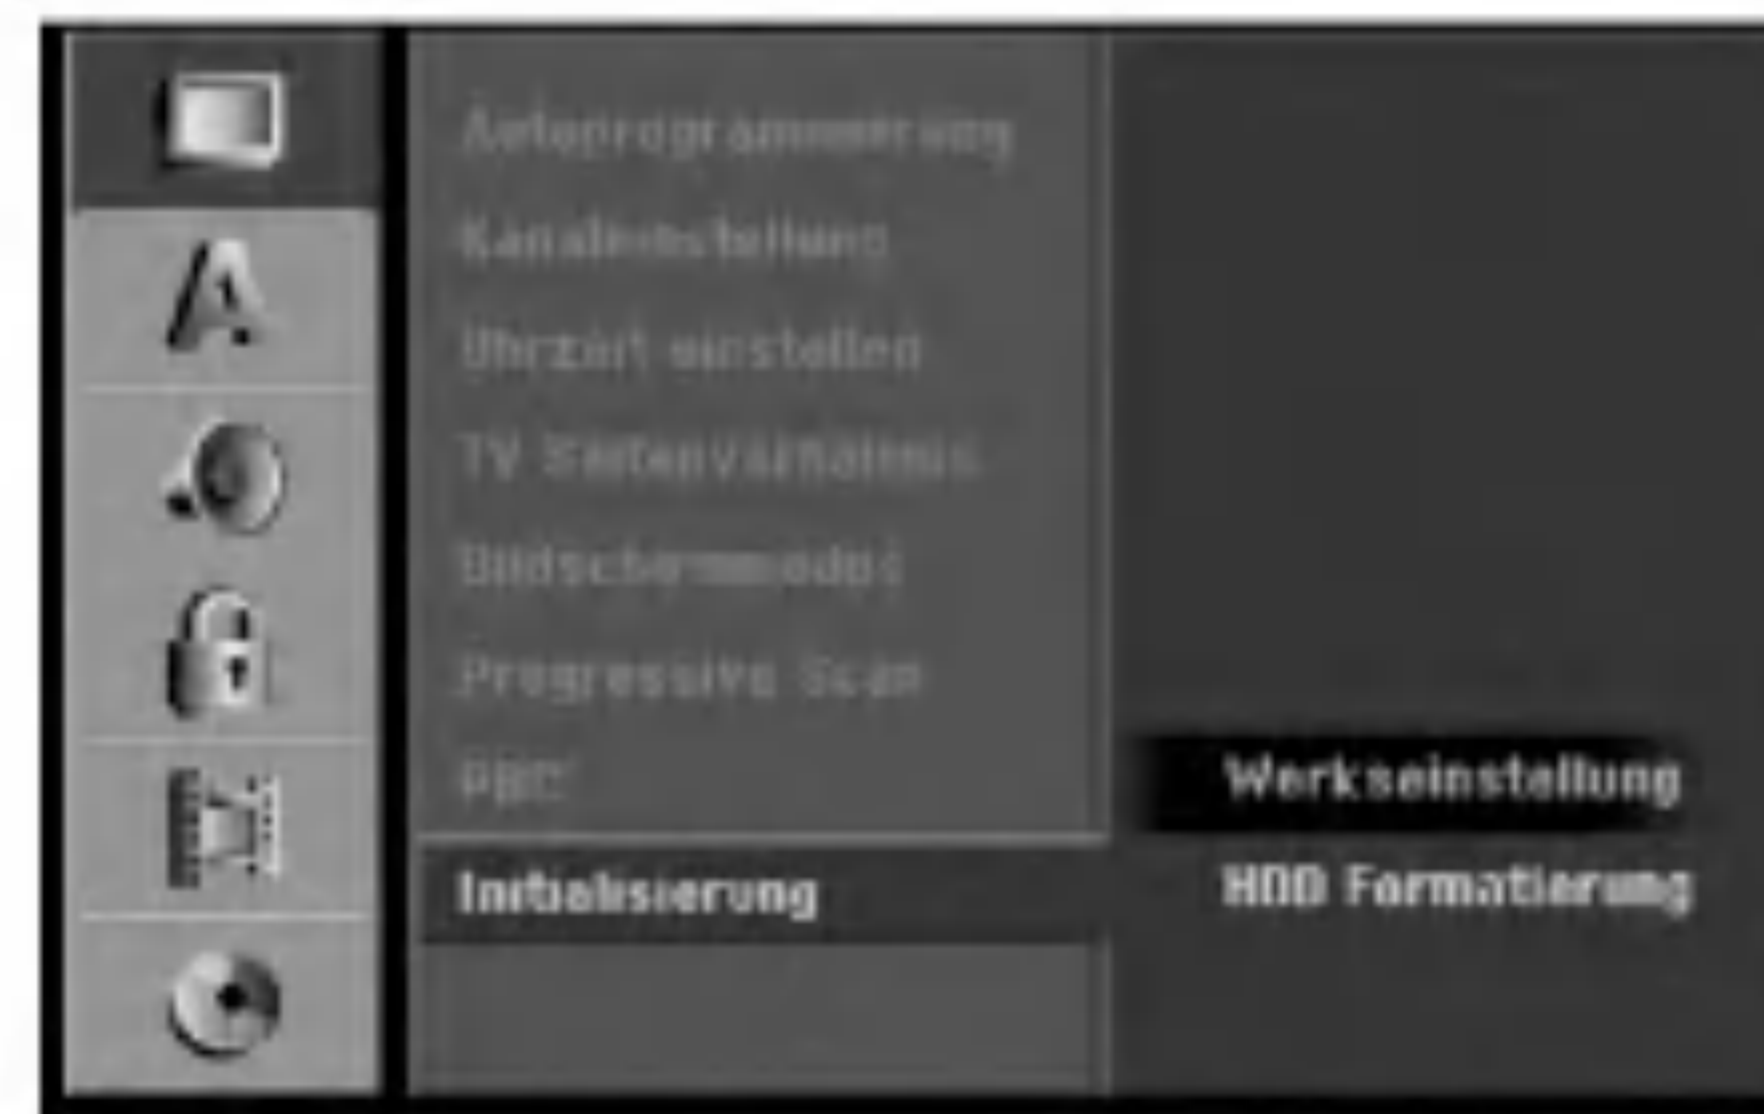 Autoprogrammierung
Kanaleinstellung
Uhrzeit einstellen
TV Seitenverhältnis
Bildschirmmodus
Progressive Scan
PBC
Initialisierung
Werkseinstellung
HDD Formatierung